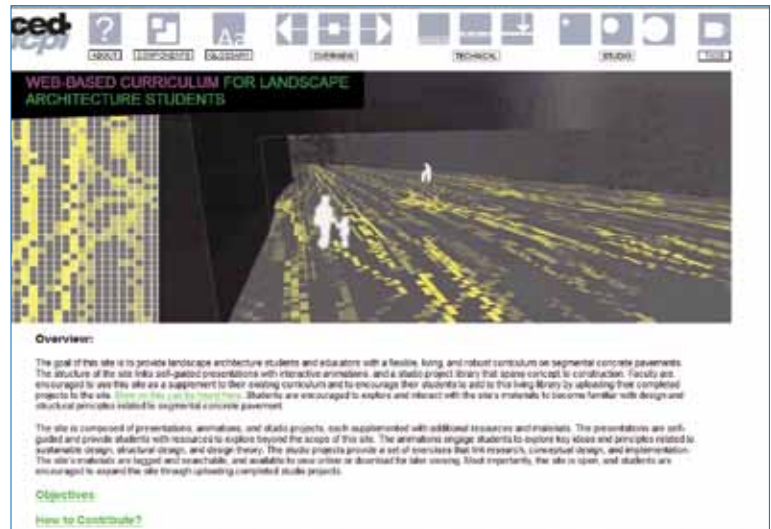 ced
icpi
?
Aa
ABOUT COMPONENTS GLOSSARY OVERVIEW TECHNICAL STUDIO TAGS
WEB-BASED CURRICULUM FOR LANDSCAPE
ARCHITECTURE STUDENTS
Overview:
The goal of this site is to provide landscape architecture students and educators with a flexible, living, and robust curriculum on segmental concrete pavements.
The structure of the site links self-guided presentations with interactive animations, and a studio project library that spans concept to construction. Faculty are
encouraged to use this site as a supplement to their existing curriculum and to encourage their students to add to this living library by uploading their completed
projects to the site. More on this can be found here. Students are encouraged to explore and interact with the site's materials to become familiar with design and
structural principles related to segmental concrete pavement.
The site is composed of presentations, animations, and studio projects, each supplemented with additional resources and materials. The presentations are self-
guided and provide students with resources to explore beyond the scope of this site. The animations engage students to explore key ideas and principles related to
sustainable design, structural design, and design theory. The studio projects provide a set of exercises that link research, conceptual design, and implementation.
The site's materials are tagged and searchable, and available to view online or download for later viewing. Most importantly, the site is open, and students are
encouraged to expand the site through uploading completed studio projects.
Objectives
How to Contribute?